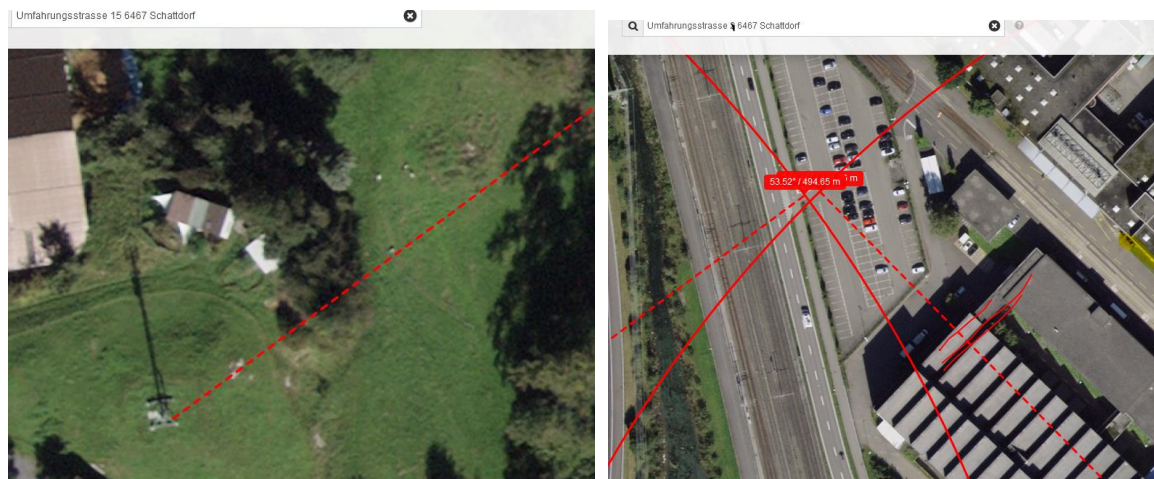 Umfahrungsstrasse 15 6467 Schattdorf
Umfahrungsstrasse 6467 Schattdorf
53.52° / 494.65 m
m